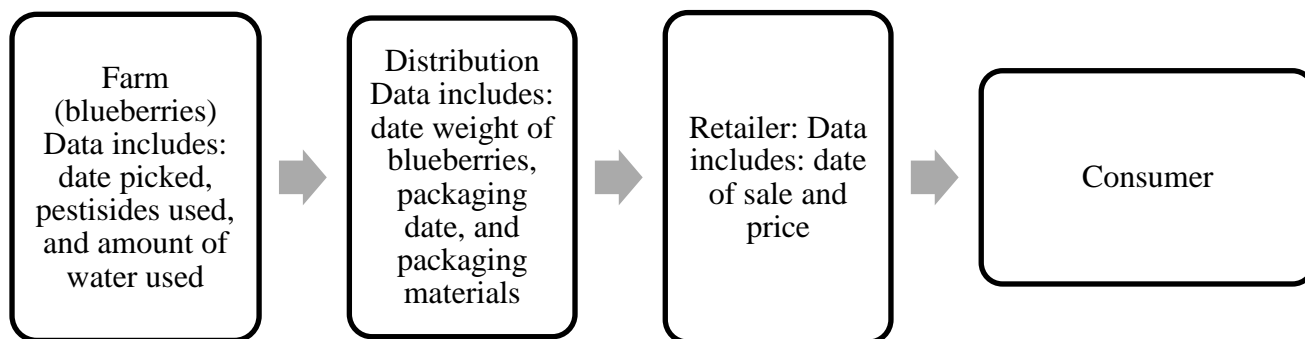 Farm
(blueberries)
Data includes:
date picked,
pestisides used,
and amount of
water used
Distribution
Data includes:
date weight of
blueberries,
packaging
date, and
packaging
materials
Retailer: Data
includes: date
of sale and
price
Consumer